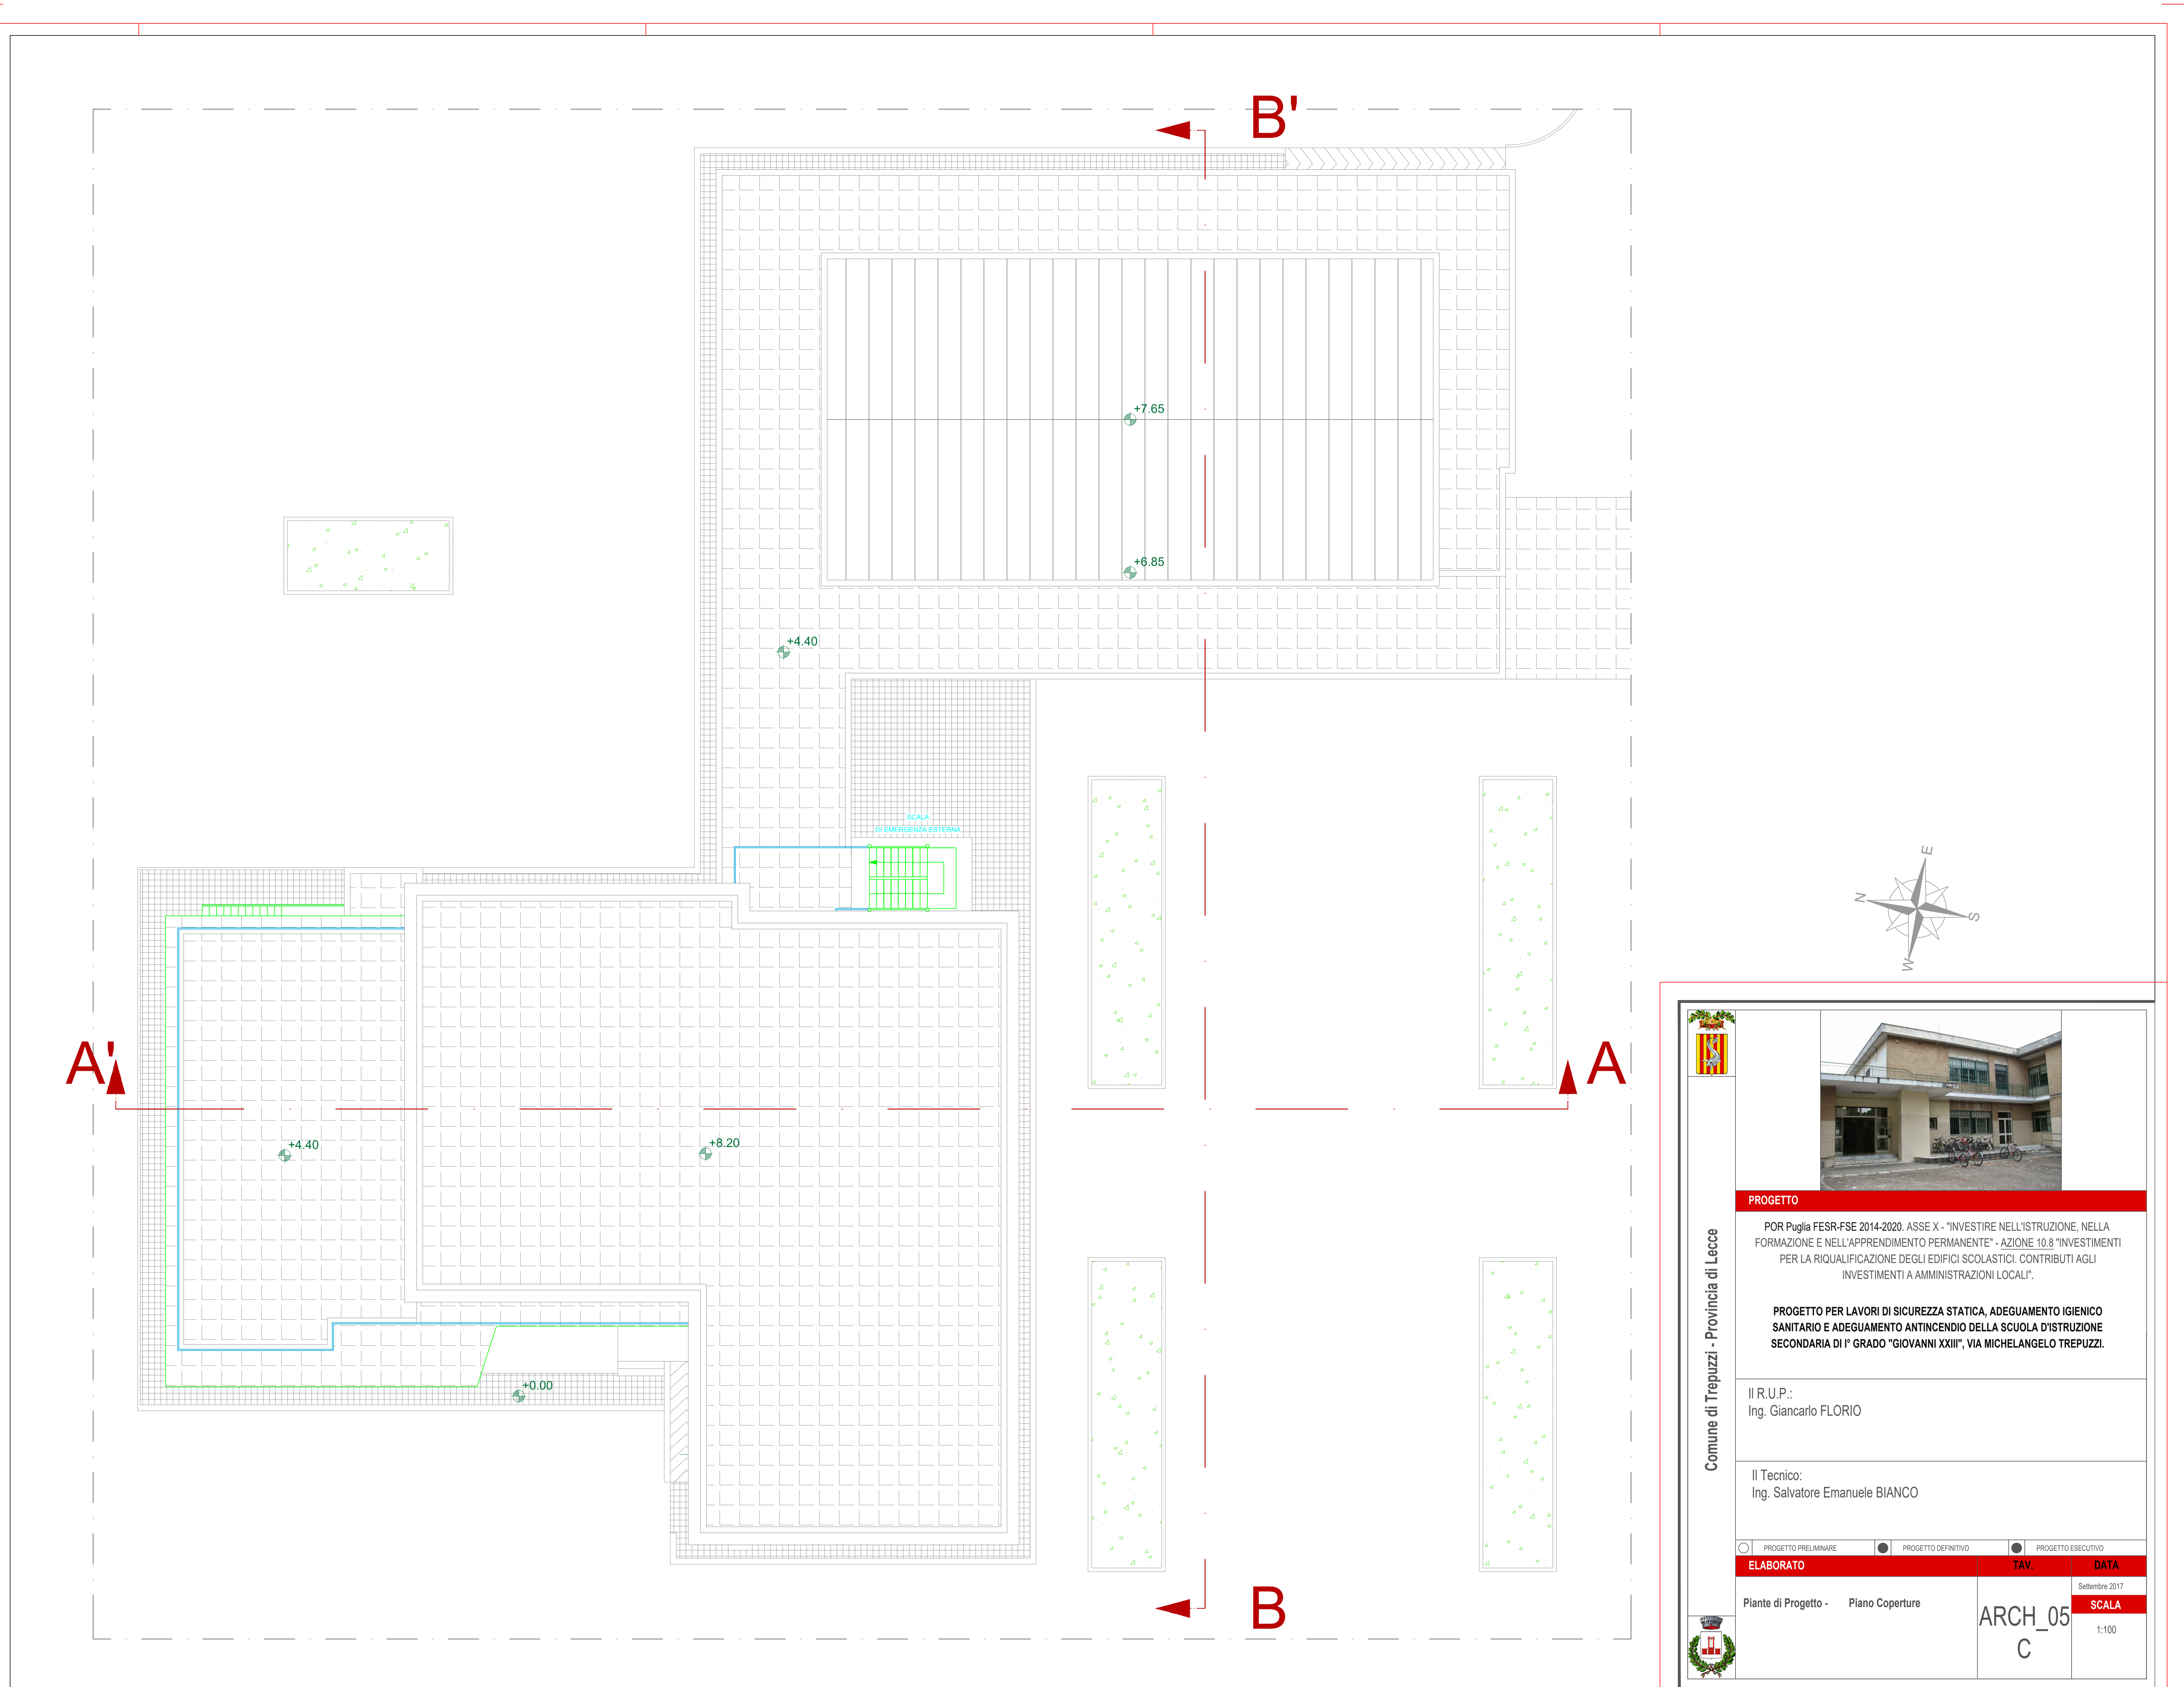 B'
+7.65
+6.85
+4.40
SCALA
DI EMERGENZA ESTERNA
E
N
S
W
A'
A
+4.40
+8.20
+0.00
B
Comune di Trepuzzi - Provincia di Lecce
PROGETTO
POR Puglia FESR-FSE 2014-2020. ASSE X - "INVESTIRE NELL'ISTRUZIONE, NELLA
FORMAZIONE E NELL'APPRENDIMENTO PERMANENTE" - AZIONE 10.8 "INVESTIMENTI
PER LA RIQUALIFICAZIONE DEGLI EDIFICI SCOLASTICI. CONTRIBUTI AGLI
INVESTIMENTI A AMMINISTRAZIONI LOCALI".
PROGETTO PER LAVORI DI SICUREZZA STATICA, ADEGUAMENTO IGIENICO
SANITARIO E ADEGUAMENTO ANTINCENDIO DELLA SCUOLA D'ISTRUZIONE
SECONDARIA DI I° GRADO "GIOVANNI XXIII", VIA MICHELANGELO TREPUZZI.
Il R.U.P.:
Ing. Giancarlo FLORIO
Il Tecnico:
Ing. Salvatore Emanuele BIANCO
PROGETTO PRELIMINARE PROGETTO DEFINITIVO PROGETTO ESECUTIVO
ELABORATO TAV. DATA
Settembre 2017
Piante di Progetto - Piano Coperture
SCALA
ARCH_05
C
1:100